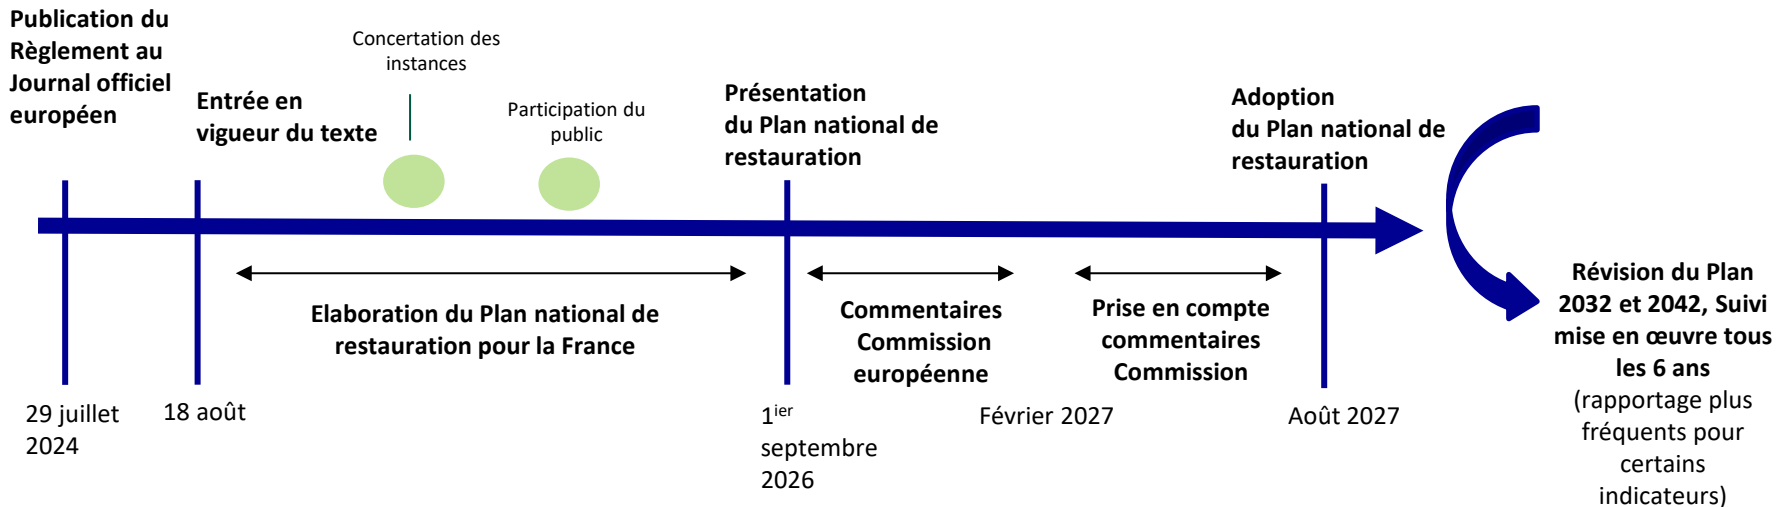 Publication du
Règlement au
Journal officiel
européen
Entrée en
vigueur du texte
Concertation des
instances
Participation du
public
Présentation
du Plan national de
restauration
Adoption
du Plan national de
restauration
Elaboration du Plan national de
restauration pour la France
Commentaires
Commission
européenne
Prise en compte
commentaires
Commission
Révision du Plan
2032 et 2042, Suivi
mise en œuvre tous
les 6 ans
(rapportage plus
fréquents pour
certains
indicateurs)
29 juillet
2024
18 août
1ier
septembre
2026
Février 2027
Août 2027